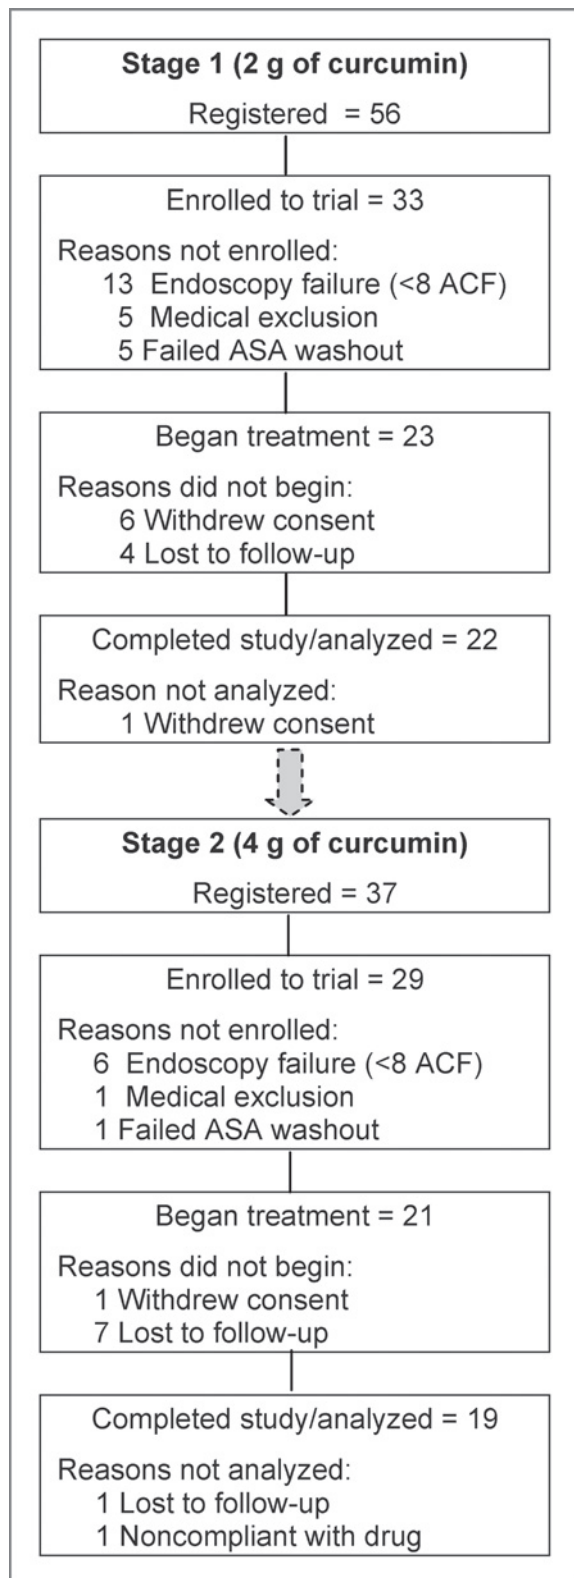 Stage 1 (2 g of curcumin)
Registered = 56
Enrolled to trial = 33
Reasons not enrolled:
13 Endoscopy failure (<8 ACF)
5 Medical exclusion
5 Failed ASA washout
Began treatment = 23
Reasons did not begin:
6 Withdrew consent
4 Lost to follow-up
Completed study/analyzed = 22
Reason not analyzed:
1 Withdrew consent
Stage 2 (4 g of curcumin)
Registered = 37
Enrolled to trial = 29
Reasons not enrolled:
6 Endoscopy failure (<8 ACF)
1 Medical exclusion
1 Failed ASA washout
Began treatment = 21
Reasons did not begin:
1 Withdrew consent
7 Lost to follow-up
Completed study/analyzed = 19
Reasons not analyzed:
1 Lost to follow-up
1 Noncompliant with drug